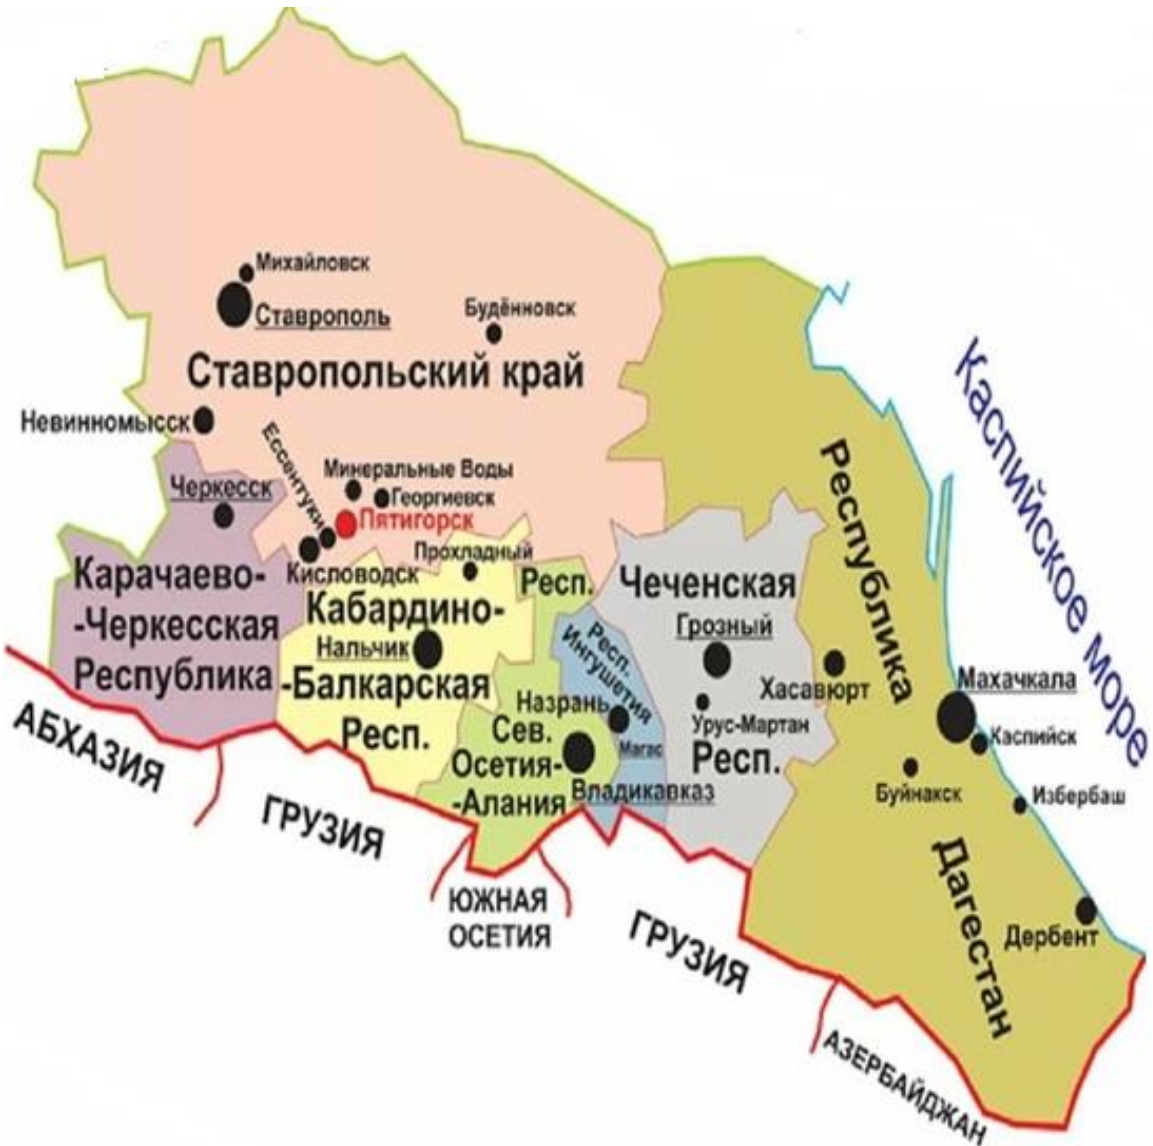 Михайловск
Ставрополь
Будённовск
Ставропольский край
Невинномысск
Ессентуки
Минеральные Воды
Георгиевск
Пятигорск
Черкесск
Кисловодск
Прохладный
Карачаево-
-Черкесская
Республика
Кабардино-
Нальчик
-Балкарская
Респ.
Респ.
Сев.
Осетия-
-Алания
Владикавказ
Респ.
Ингушетия
Назрань
Магас
Чеченская
Грозный
Урус-Мартан
Респ.
Республика
Дагестан
Хасавюрт
Махачкала
Каспийск
Буйнакск
Избербаш
Дербент
Каспийское море
АБХАЗИЯ
ГРУЗИЯ
ЮЖНАЯ
ОСЕТИЯ
ГРУЗИЯ
АЗЕРБАЙДЖАН